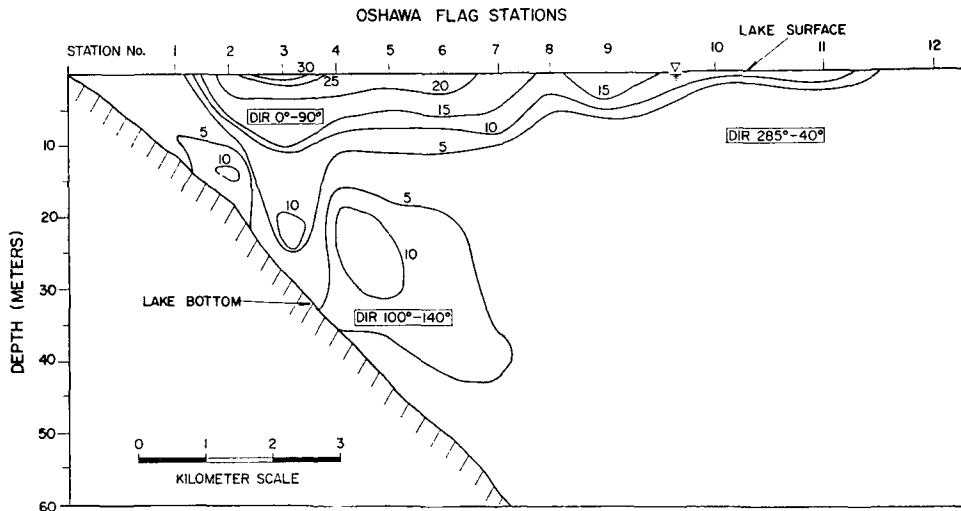 OSHAWA FLAG STATIONS
LAKE SURFACE
STATION No. 1 2 3 4 5 6 7 8 9 10 11 12
30
25
20
15
15
DIR 0°-90°
10
5
DIR 285°-40°
5
10
10
5
10
LAKE BOTTOM
DIR 100°-140°
DEPTH (METERS)
10
20
30
40
50
60
0 1 2 3
KILOMETER SCALE